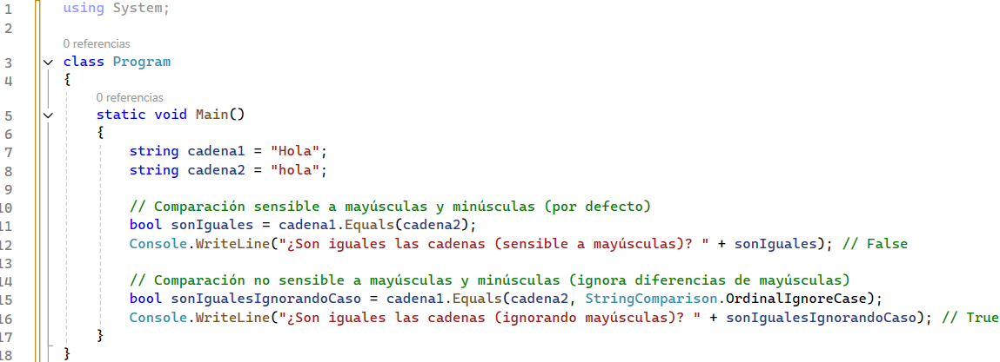 1 using System;
2
0 referencias
3 class Program
4 {
0 referencias
5 static void Main()
6 {
7 string cadena1 = "Hola";
8 string cadena2 = "hola";
9
10 // Comparación sensible a mayúsculas y minúsculas (por defecto)
11 bool sonIguales = cadena1.Equals(cadena2);
12 Console.WriteLine("¿Son iguales las cadenas (sensible a mayúsculas)? " + sonIguales); // False
13
14 // Comparación no sensible a mayúsculas y minúsculas (ignora diferencias de mayúsculas)
15 bool sonIgualesIgnorandoCaso = cadena1.Equals(cadena2, StringComparison.OrdinalIgnoreCase);
16 Console.WriteLine("¿Son iguales las cadenas (ignorando mayúsculas)? " + sonIgualesIgnorandoCaso); // True
17 }
18 }